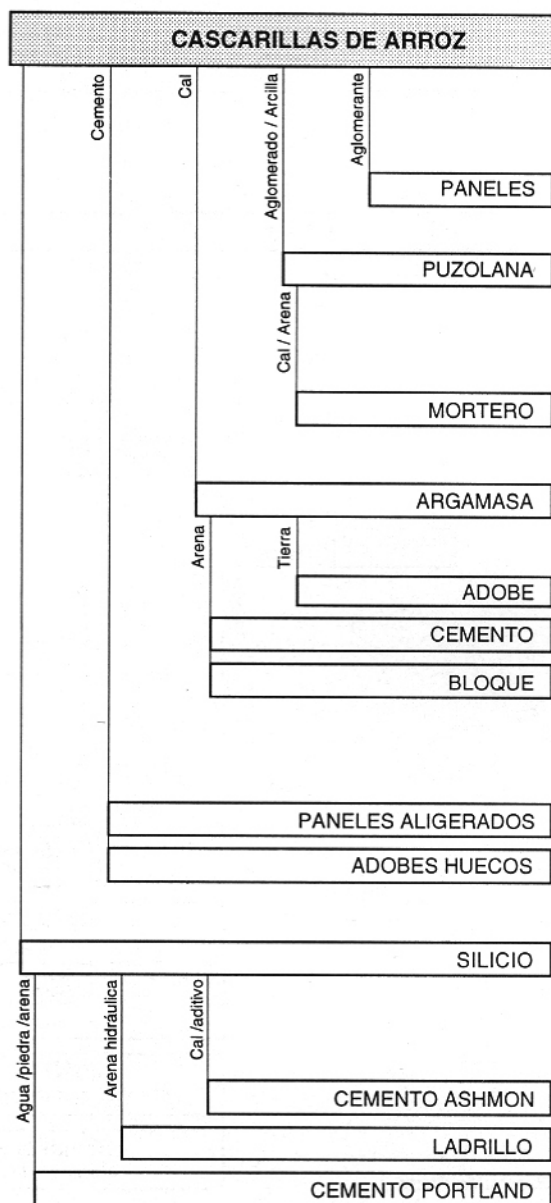 CASCARILLAS DE ARROZ
Cemento
Cal
Aglomerado / Arcilla
Aglomerante
PANELES
PUZOLANA
Cal / Arena
MORTERO
ARGAMASA
Arena
Tierra
ADOBE
CEMENTO
BLOQUE
PANELES ALIGERADOS
ADOBES HUECOS
SILICIO
Agua /piedra /arena
Arena hidráulica
Cal /aditivo
CEMENTO ASHMON
LADRILLO
CEMENTO PORTLAND